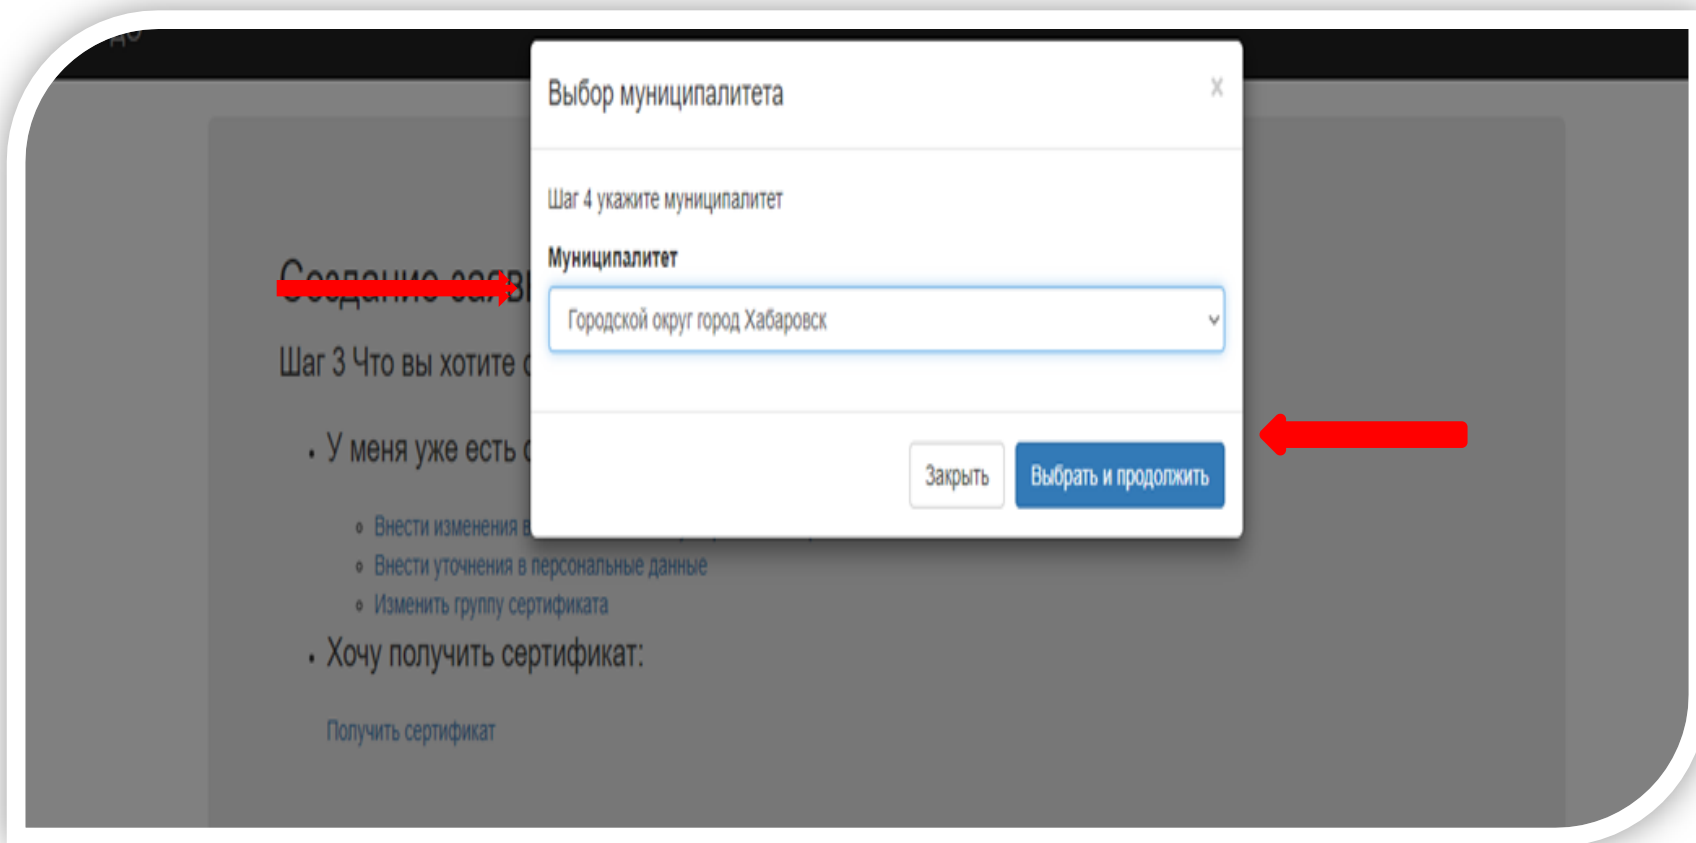 Выбор муниципалитета
x
Шаг 4 укажите муниципалитет
Муниципалитет
Городской округ город Хабаровск
Закрыть
Выбрать и продолжить
Создание
Шаг 3 Что вы хотите
У меня уже есть
Внести изменения
Внести уточнения в персональные данные
Изменить группу сертификата
Хочу получить сертификат:
Получить сертификат